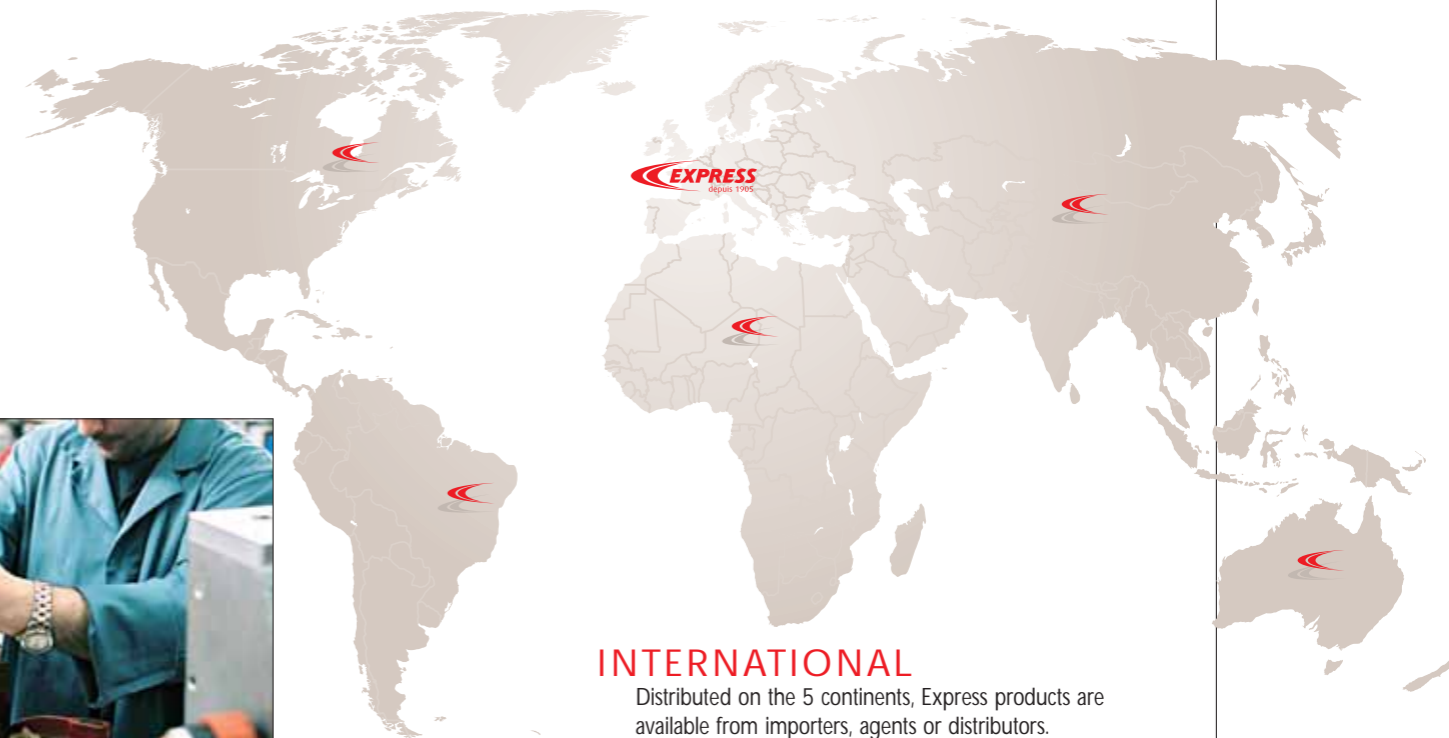 EXPRESS
depuis 1905
INTERNATIONAL
Distributed on the 5 continents, Express products are
available from importers, agents or distributors.